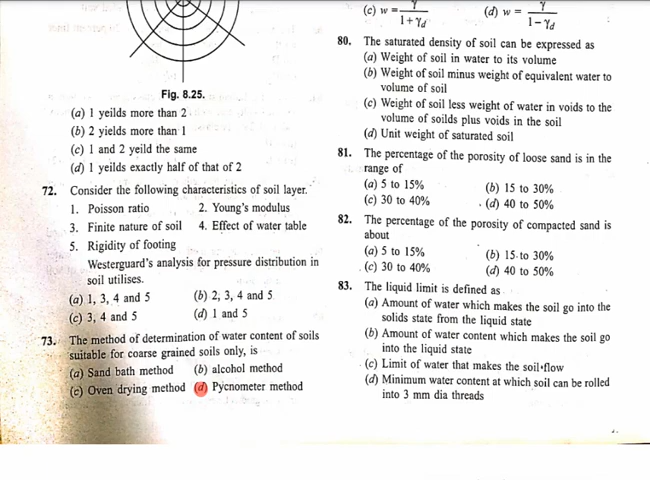 Fig. 8.25.
(a) 1 yeilds more than 2
(b) 2 yields more than 1
(c) 1 and 2 yeild the same
(d) 1 yeilds exactly half of that of 2
72. Consider the following characteristics of soil layer.
1. Poisson ratio 2. Young's modulus
3. Finite nature of soil 4. Effect of water table
5. Rigidity of footing
Westerguard's analysis for pressure distribution in
soil utilises.
(a) 1, 3, 4 and 5 (b) 2, 3, 4 and 5
(c) 3, 4 and 5 (d) 1 and 5
73. The method of determination of water content of soils
suitable for coarse grained soils only, is
(a) Sand bath method (b) alcohol method
(c) Oven drying method (d) Pycnometer method
(c) w = γ / 1+γd (d) w = γ / 1−γd
80. The saturated density of soil can be expressed as
(a) Weight of soil in water to its volume
(b) Weight of soil minus weight of equivalent water to
volume of soil
(c) Weight of soil less weight of water in voids to the
volume of soilds plus voids in the soil
(d) Unit weight of saturated soil
81. The percentage of the porosity of loose sand is in the
range of
(a) 5 to 15% (b) 15 to 30%
(c) 30 to 40% (d) 40 to 50%
82. The percentage of the porosity of compacted sand is
about
(a) 5 to 15% (b) 15 to 30%
(c) 30 to 40% (d) 40 to 50%
83. The liquid limit is defined as
(a) Amount of water which makes the soil go into the
solids state from the liquid state
(b) Amount of water content which makes the soil go
into the liquid state
(c) Limit of water that makes the soil flow
(d) Minimum water content at which soil can be rolled
into 3 mm dia threads